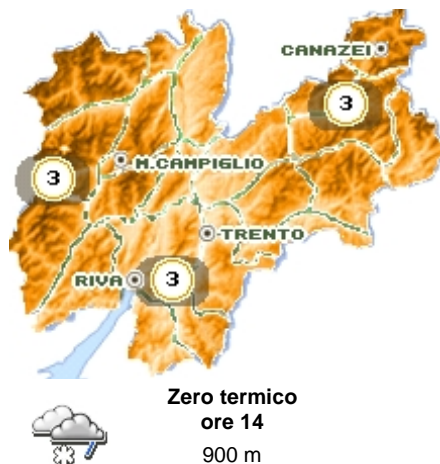 CANAZEI
3
M.CAMPIGLIO
3
TRENTO
RIVA
3
Zero termico
ore 14
900 m